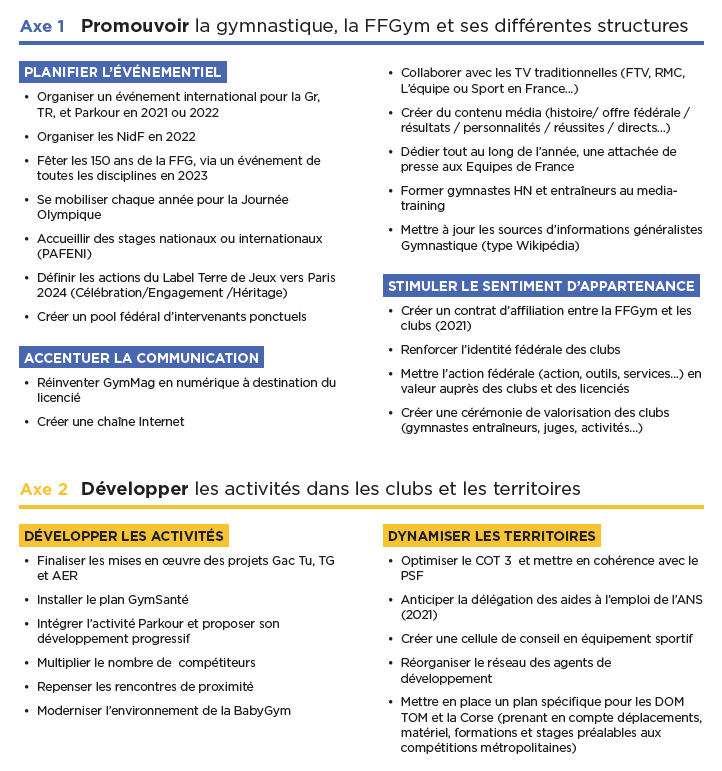 Axe 1 Promouvoir la gymnastique, la FFGym et ses différentes structures
PLANIFIER L'ÉVÉNEMENTIEL
• Organiser un événement international pour la Gr,
TR, et Parkour en 2021 ou 2022
• Organiser les NidF en 2022
• Fêter les 150 ans de la FFG, via un événement de
toutes les disciplines en 2023
• Se mobiliser chaque année pour la Journée
Olympique
• Accueillir des stages nationaux ou internationaux
(PAFENI)
• Définir les actions du Label Terre de Jeux vers Paris
2024 (Célébration/Engagement /Héritage)
• Créer un pool fédéral d'intervenants ponctuels
ACCENTUER LA COMMUNICATION
• Réinventer GymMag en numérique à destination du
licencié
• Créer une chaîne Internet
• Collaborer avec les TV traditionnelles (FTV, RMC,
L'équipe ou Sport en France...)
• Créer du contenu média (histoire/ offre fédérale /
résultats / personnalités / réussites / directs...)
• Dédier tout au long de l'année, une attachée de
presse aux Equipes de France
• Former gymnastes HN et entraîneurs au media-
training
• Mettre à jour les sources d'informations généralistes
Gymnastique (type Wikipédia)
STIMULER LE SENTIMENT D'APPARTENANCE
• Créer un contrat d'affiliation entre la FFGym et les
clubs (2021)
• Renforcer l'identité fédérale des clubs
• Mettre l'action fédérale (action, outils, services...) en
valeur auprès des clubs et des licenciés
• Créer une cérémonie de valorisation des clubs
(gymnastes entraîneurs, juges, activités...)
Axe 2 Développer les activités dans les clubs et les territoires
DÉVELOPPER LES ACTIVITÉS
• Finaliser les mises en œuvre des projets Gac Tu, TG
et AER
• Installer le plan GymSanté
• Intégrer l'activité Parkour et proposer son
développement progressif
• Multiplier le nombre de  compétiteurs
• Repenser les rencontres de proximité
• Moderniser l'environnement de la BabyGym
DYNAMISER LES TERRITOIRES
• Optimiser le COT 3  et mettre en cohérence avec le
PSF
• Anticiper la délégation des aides à l'emploi de l'ANS
(2021)
• Créer une cellule de conseil en équipement sportif
• Réorganiser le réseau des agents de
développement
• Mettre en place un plan spécifique pour les DOM
TOM et la Corse (prenant en compte déplacements,
matériel, formations et stages préalables aux
compétitions métropolitaines)